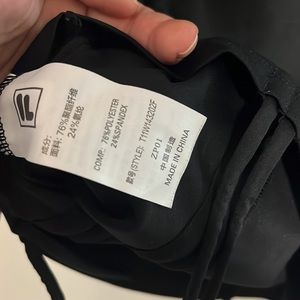 成分:
面料: 76%聚酯纤维
24%氨纶
COMP.: 76%POLYESTER
24%SPANDEX
款号(STYLE): T11W143202F
ZP01
中国制造
MADE IN CHINA